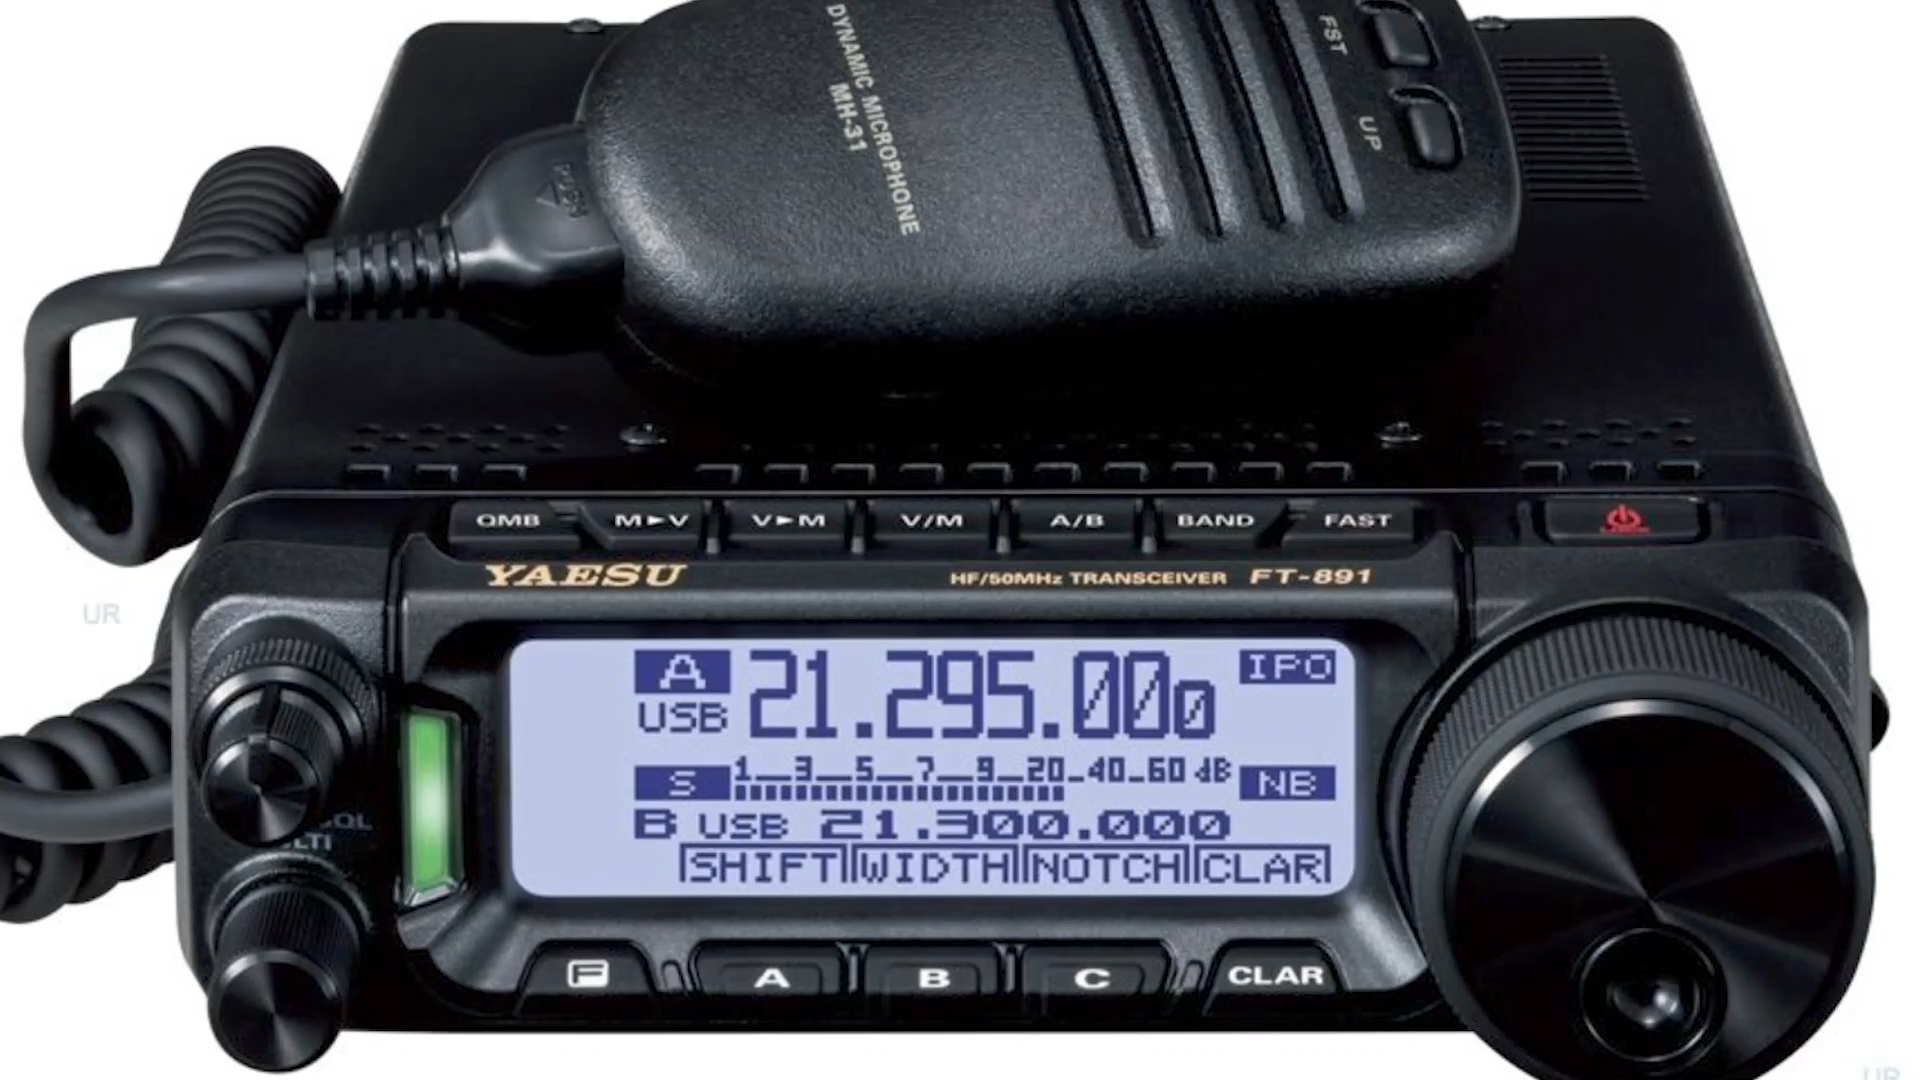 DYNAMIC MICROPHONE
MH-31
FST
UP
PUSH
QMB M►V V►M V/M A/B BAND FAST
YAESU HF/50MHz TRANSCEIVER FT-891
A 21.295.000 IPO
USB
S 1 3 5 7 9 20 40 60 dB NB
B USB 21.300.000
SHIFT WIDTH NOTCH CLAR
F A B C CLAR
UR
UR